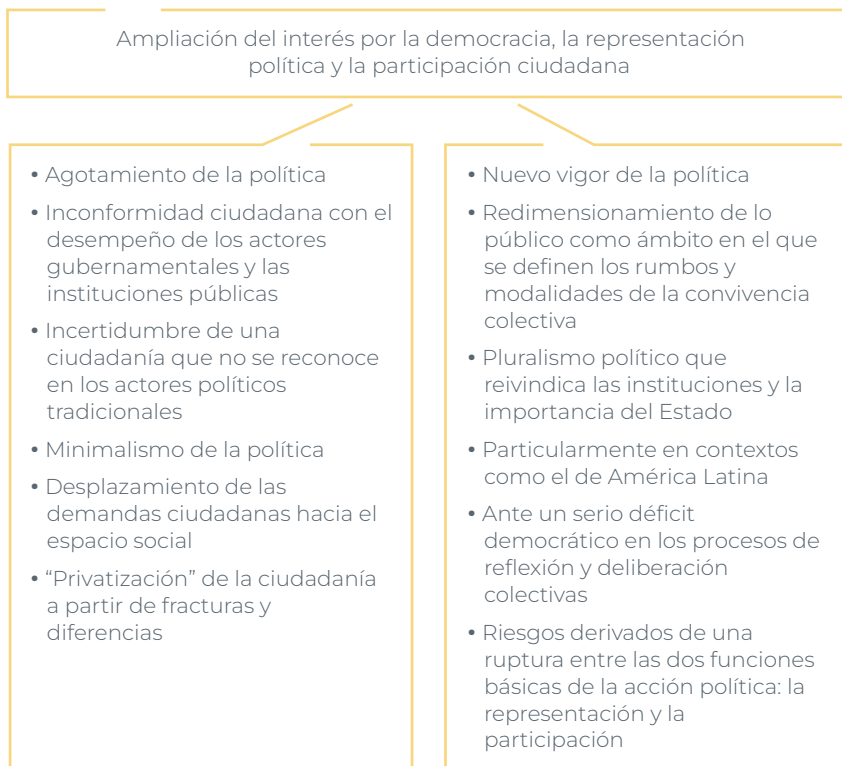 Ampliación del interés por la democracia, la representación
política y la participación ciudadana
• Agotamiento de la política
• Inconformidad ciudadana con el
desempeño de los actores
gubernamentales y las
instituciones públicas
• Incertidumbre de una
ciudadanía que no se reconoce
en los actores políticos
tradicionales
• Minimalismo de la política
• Desplazamiento de las
demandas ciudadanas hacia el
espacio social
• “Privatización” de la ciudadanía
a partir de fracturas y
diferencias
• Nuevo vigor de la política
• Redimensionamiento de lo
público como ámbito en el que
se definen los rumbos y
modalidades de la convivencia
colectiva
• Pluralismo político que
reivindica las instituciones y la
importancia del Estado
• Particularmente en contextos
como el de América Latina
• Ante un serio déficit
democrático en los procesos de
reflexión y deliberación
colectivas
• Riesgos derivados de una
ruptura entre las dos funciones
básicas de la acción política: la
representación y la
participación